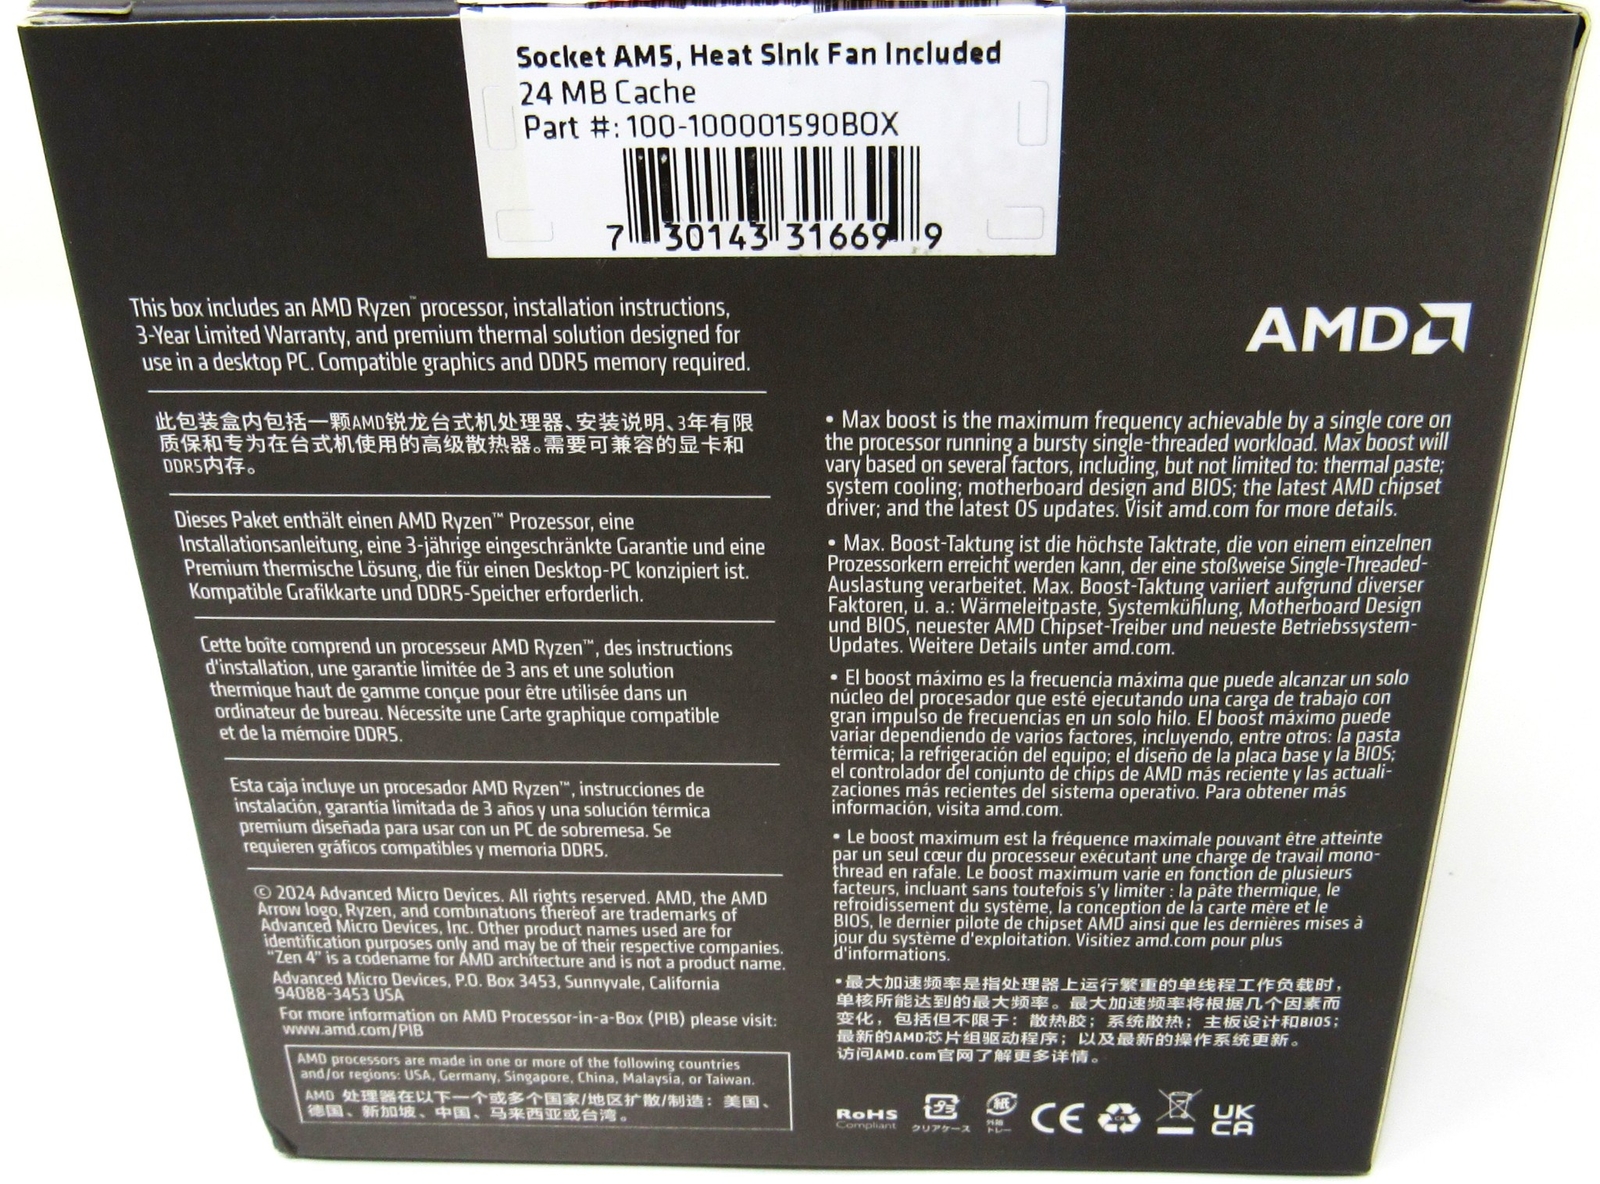 Socket AM5, Heat Sink Fan Included
24 MB Cache
Part #: 100-100001590BOX
7 30143 31669 9
This box includes an AMD Ryzen™ processor, installation instructions,
3-Year Limited Warranty, and premium thermal solution designed for
use in a desktop PC. Compatible graphics and DDR5 memory required.
此包装盒内包括一颗AMD锐龙台式机处理器、安装说明、3年有限
质保和专为在台式机使用的高级散热器。需要可兼容的显卡和
DDR5内存。
Dieses Paket enthält einen AMD Ryzen™ Prozessor, eine
Installationsanleitung, eine 3-jährige eingeschränkte Garantie und eine
Premium thermische Lösung, die für einen Desktop-PC konzipiert ist.
Kompatible Grafikkarte und DDR5-Speicher erforderlich.
Cette boîte comprend un processeur AMD Ryzen™, des instructions
d'installation, une garantie limitée de 3 ans et une solution
thermique haut de gamme conçue pour être utilisée dans un
ordinateur de bureau. Nécessite une Carte graphique compatible
et de la mémoire DDR5.
Esta caja incluye un procesador AMD Ryzen™, instrucciones de
instalación, garantía limitada de 3 años y una solución térmica
premium diseñada para usar con un PC de sobremesa. Se
requieren gráficos compatibles y memoria DDR5.
© 2024 Advanced Micro Devices. All rights reserved. AMD, the AMD
Arrow logo, Ryzen, and combinations thereof are trademarks of
Advanced Micro Devices, Inc. Other product names used are for
identification purposes only and may be of their respective companies.
"Zen 4" is a codename for AMD architecture and is not a product name.
Advanced Micro Devices, P.O. Box 3453, Sunnyvale, California
94088-3453 USA
For more information on AMD Processor-in-a-Box (PIB) please visit:
www.amd.com/PIB
AMD processors are made in one or more of the following countries
and/or regions: USA, Germany, Singapore, China, Malaysia, or Taiwan.
AMD 处理器在以下一个或多个国家/地区扩散/制造：美国、
德国、新加坡、中国、马来西亚或台湾。
AMD
• Max boost is the maximum frequency achievable by a single core on
the processor running a bursty single-threaded workload. Max boost will
vary based on several factors, including, but not limited to: thermal paste;
system cooling; motherboard design and BIOS; the latest AMD chipset
driver; and the latest OS updates. Visit amd.com for more details.
• Max. Boost-Taktung ist die höchste Taktrate, die von einem einzelnen
Prozessorkern erreicht werden kann, der eine stoßweise Single-Threaded-
Auslastung verarbeitet. Max. Boost-Taktung variiert aufgrund diverser
Faktoren, u. a.: Wärmeleitpaste, Systemkühlung, Motherboard Design
und BIOS, neuester AMD Chipset-Treiber und neueste Betriebssystem-
Updates. Weitere Details unter amd.com.
• El boost máximo es la frecuencia máxima que puede alcanzar un solo
núcleo del procesador que esté ejecutando una carga de trabajo con
gran impulso de frecuencias en un solo hilo. El boost máximo puede
variar dependiendo de varios factores, incluyendo, entre otros: la pasta
térmica; la refrigeración del equipo; el diseño de la placa base y la BIOS;
el controlador del conjunto de chips de AMD más reciente y las actuali-
zaciones más recientes del sistema operativo. Para obtener más
información, visita amd.com.
• Le boost maximum est la fréquence maximale pouvant être atteinte
par un seul cœur du processeur exécutant une charge de travail mono-
thread en rafale. Le boost maximum varie en fonction de plusieurs
facteurs, incluant sans toutefois s'y limiter : la pâte thermique, le
refroidissement du système, la conception de la carte mère et le
BIOS, le dernier pilote de chipset AMD ainsi que les dernières mises à
jour du système d'exploitation. Visitiez amd.com pour plus
d'informations.
•最大加速频率是指处理器上运行繁重的单线程工作负载时，
单核所能达到的最大频率。最大加速频率将根据几个因素而
变化，包括但不限于：散热胶；系统散热；主板设计和BIOS；
最新的AMD芯片组驱动程序；以及最新的操作系统更新。
访问AMD.com官网了解更多详情。
RoHS
Compliant
プラ
クリアケース
紙
外箱
トレー
CE
UK
CA